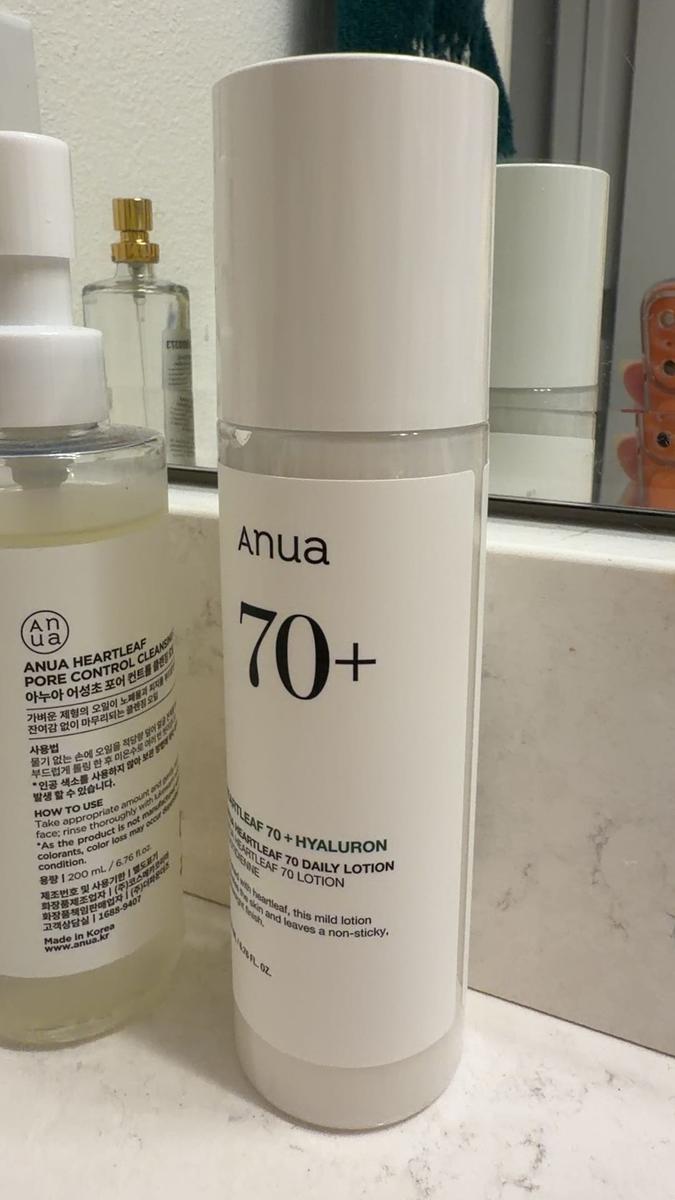 An
ua
ANUA HEARTLEAF
PORE CONTROL CLEANSING
아누아 어성초 포어 컨트롤 클렌징 오일
가벼운 제형의 오일이 노폐물과 피지를
잔여감 없이 마무리되는 클렌징 오일
사용법
물기 없는 손에 오일을 적당량 덜어
부드럽게 롤링 한 후 미온수로
*인공 색소를 사용하지 않아 보관
발생 할 수 있습니다.
HOW TO USE
Take appropriate amount and
face; rinse thoroughly with
*As the product is not
colorants, color loss may occur
condition.
용량 | 200 mL / 6.76 fl.oz.
제조번호 및 사용기한 | 별도표기
화장품제조업자 | (주)코스메카코리아
화장품책임판매업자 | (주)더파운더즈
고객상담실 | 1688-9407
Made in Korea
www.anua.kr
Anua
70+
HEARTLEAF 70 + HYALURON
HEARTLEAF 70 DAILY LOTION
HEARTLEAF 70 LOTION
with heartleaf, this mild lotion
the skin and leaves a non-sticky,
finish.
FL. OZ.